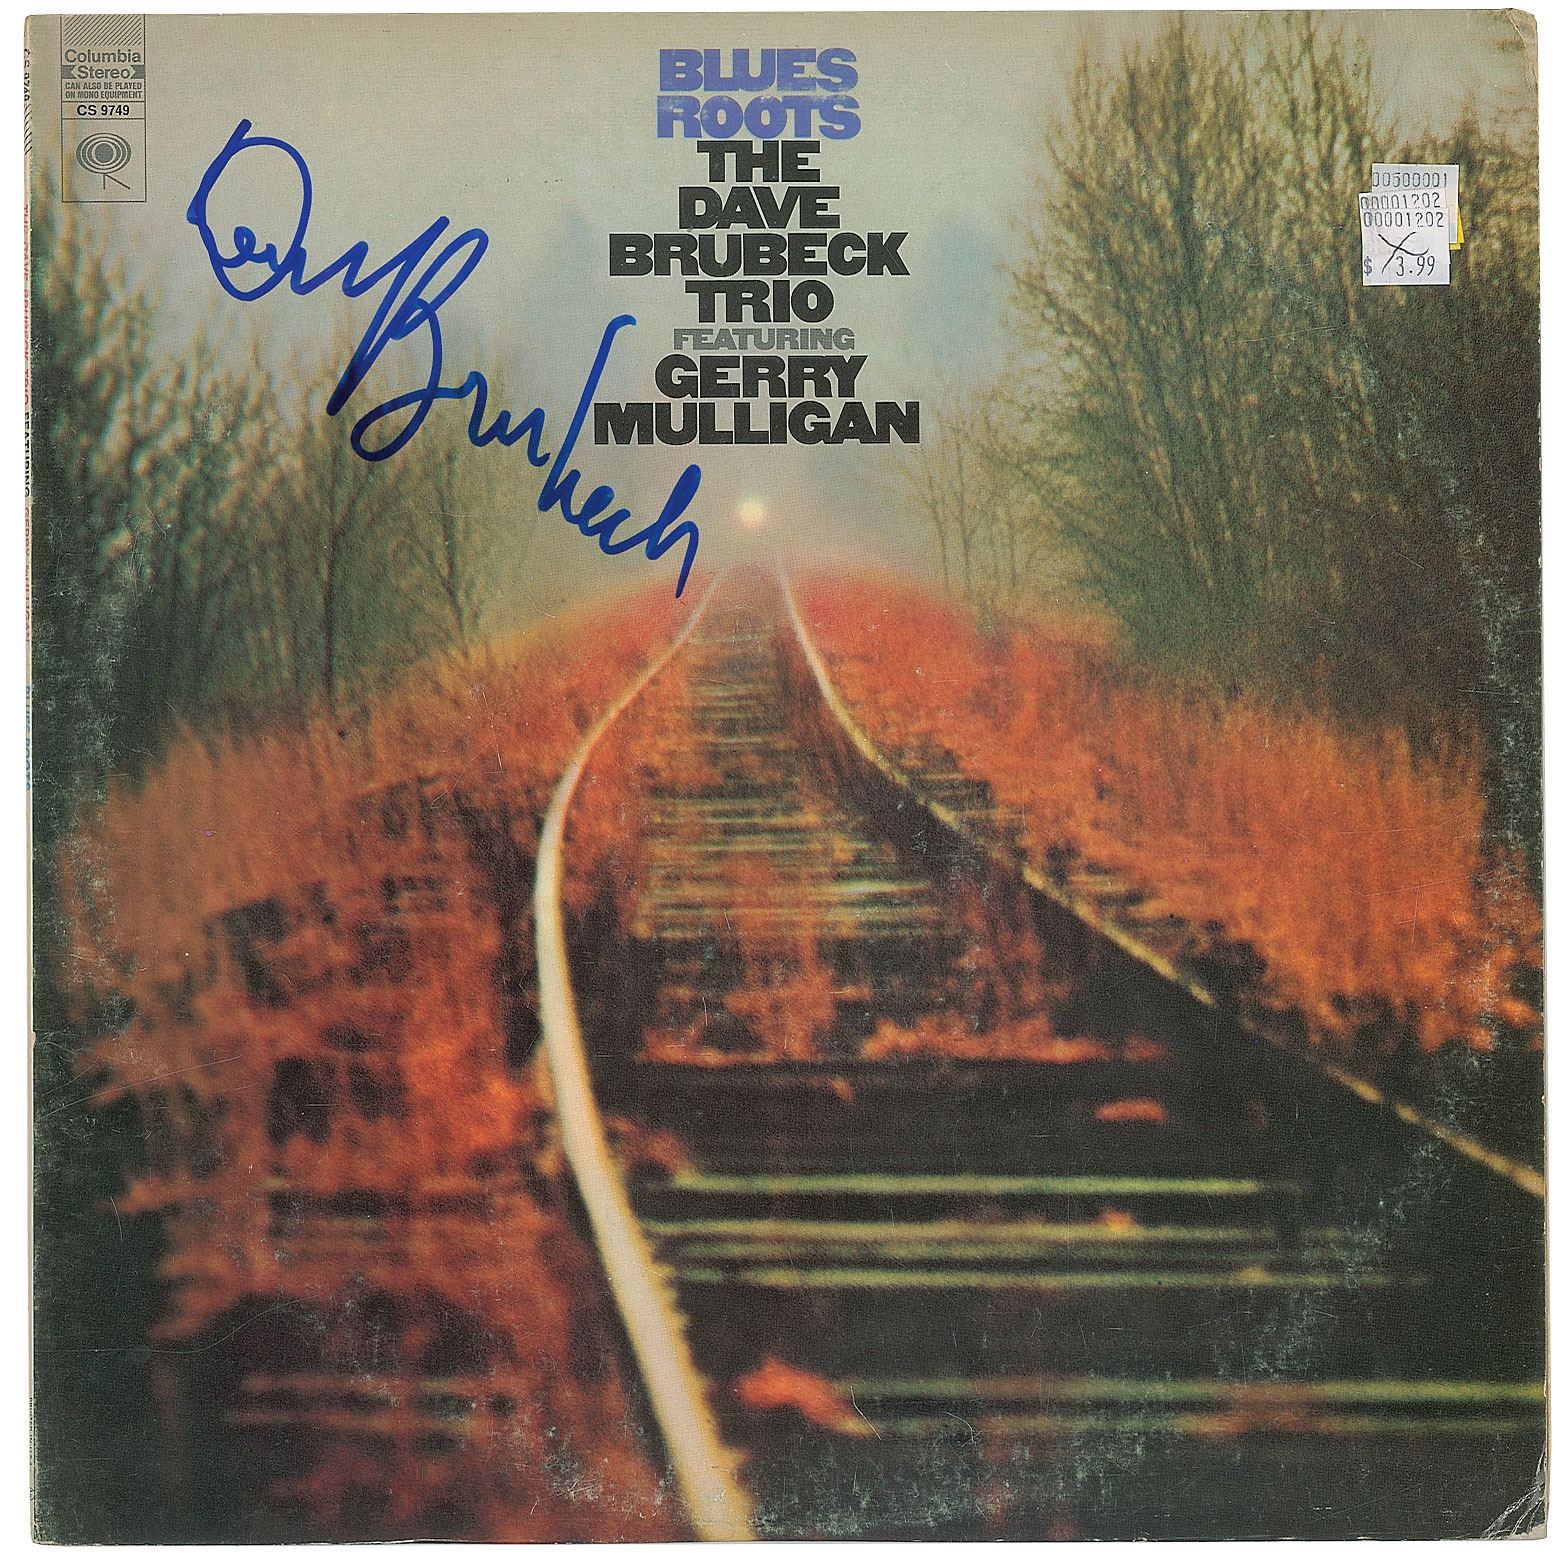 Columbia
Stereo
CAN ALSO BE PLAYED
ON MONO EQUIPMENT
CS 9749
BLUES
ROOTS
THE
DAVE
BRUBECK
TRIO
FEATURING
GERRY
MULLIGAN
Dave Brubeck
00500001
00001202
00001202
$ 3.99